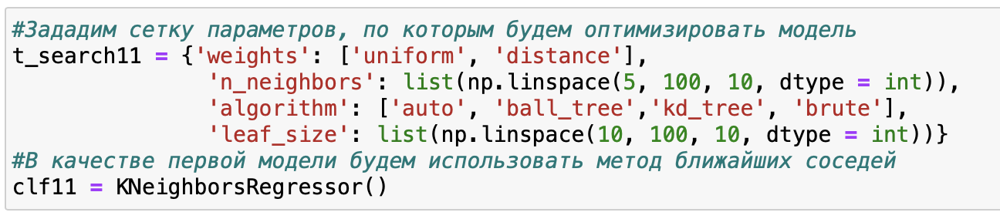 #Зададим сетку параметров, по которым будем оптимизировать модель
t_search11 = {'weights': ['uniform', 'distance'],
'n_neighbors': list(np.linspace(5, 100, 10, dtype = int)),
'algorithm': ['auto', 'ball_tree','kd_tree', 'brute'],
'leaf_size': list(np.linspace(10, 100, 10, dtype = int))}
#В качестве первой модели будем использовать метод ближайших соседей
clf11 = KNeighborsRegressor()